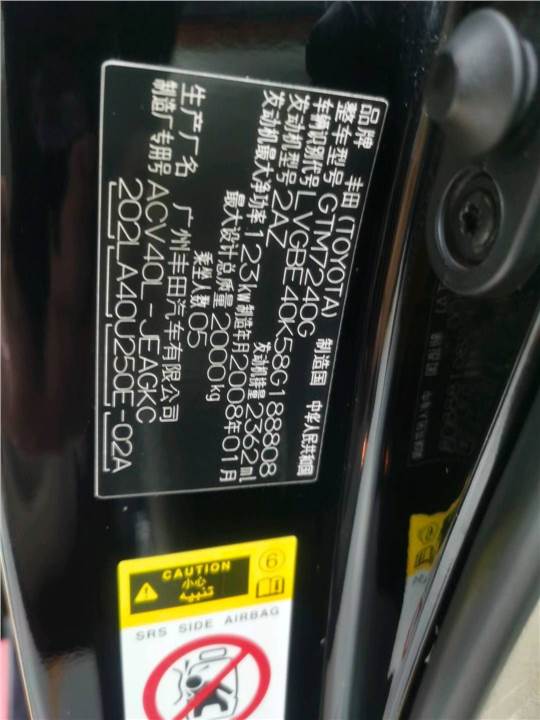 品牌 丰田(TOYOTA) 制造国 中华人民共和国
整车型号 GTM7240G
车辆识别代号 LVGBE40K58G188808
发动机型号 2AZ 发动机排量 2362ml
发动机最大净功率 123kw 制造年月 2008年01月
最大设计总质量 2000kg
乘坐人数 05
生产厂名 广州丰田汽车有限公司
制造厂专用号 ACV40L-JEAGKC
202LA40U250E-02A
CAUTION
小心
تنبيه
6
SRS SIDE AIRBAG